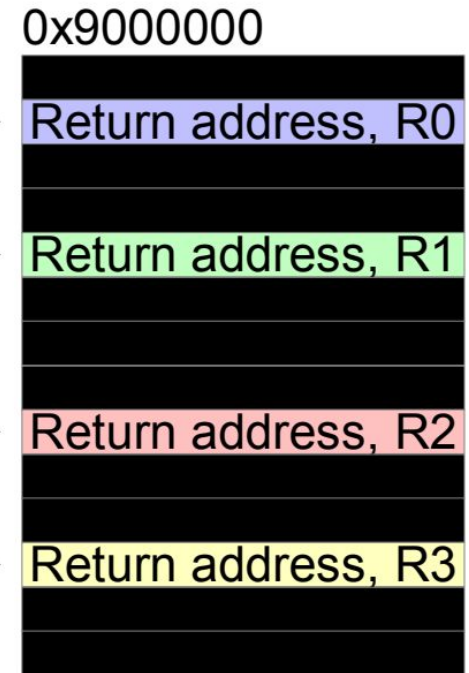 0x9000000
Return address, R0
Return address, R1
Return address, R2
Return address, R3